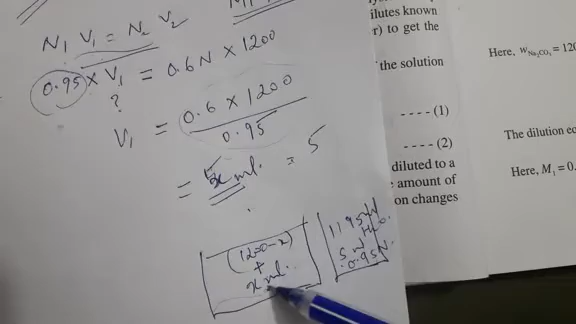 N₁ V₁ = N₂ V₂
0.95 × V₁ = 0.6N × 1200
?
V₁ = 0.6 × 1200
0.95
= x ml. = 5
(1200-x)
+
x ml.
1195 ml
H₂O.
5 ml
0.95N.
ilutes known
r) to get the
the solution
---- (1)
---- (2)
diluted to a
amount of
on changes
Here, w Na₂CO₃ = 120
The dilution eq
Here, M₁ = 0.